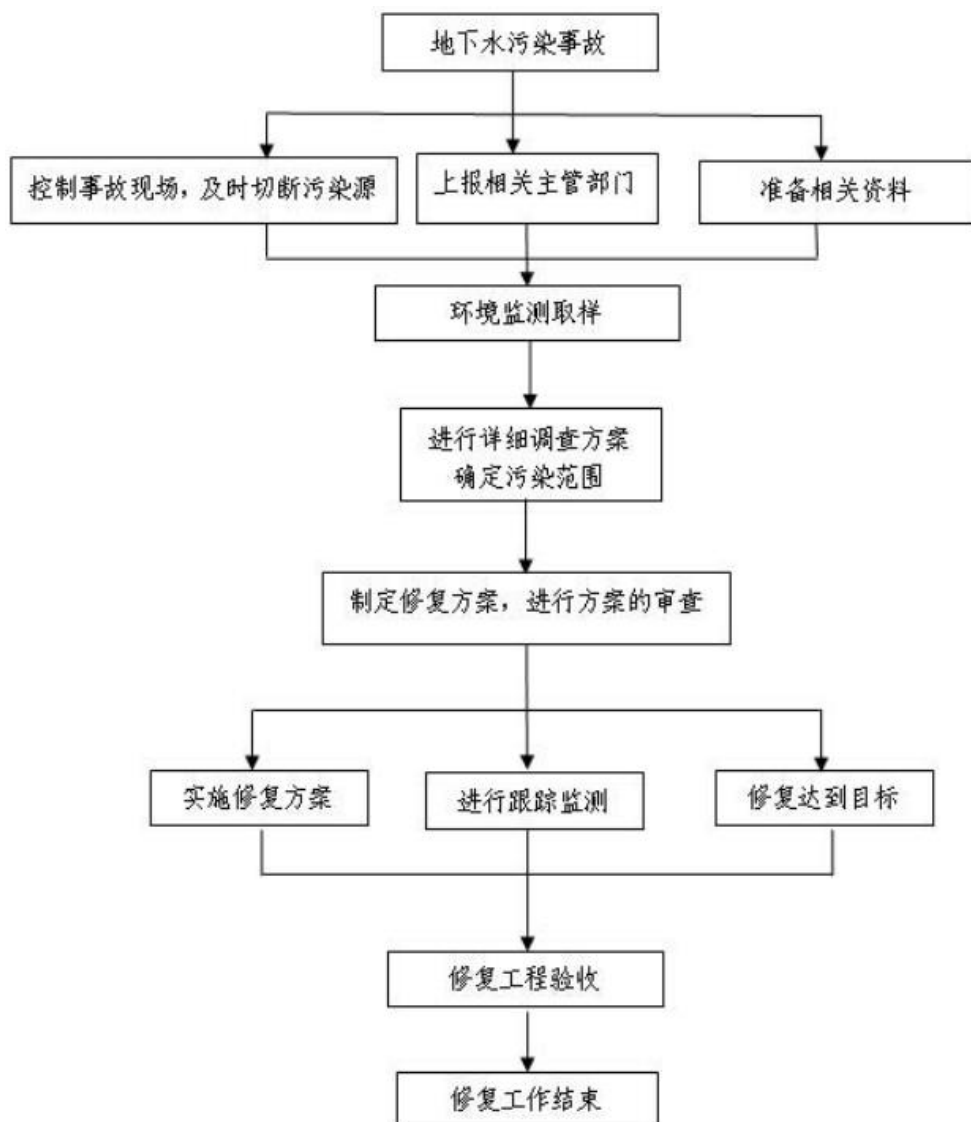 地下水污染事故
控制事故现场，及时切断污染源
上报相关主管部门
准备相关资料
环境监测取样
进行详细调查方案
确定污染范围
制定修复方案，进行方案的审查
实施修复方案
进行跟踪监测
修复达到目标
修复工程验收
修复工作结束